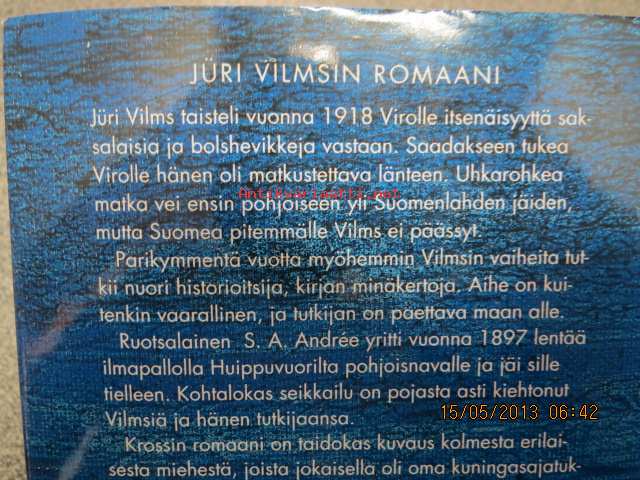 JÜRI VILMSIN ROMAANI
Jüri Vilms taisteli vuonna 1918 Virolle itsenäisyyttä sak-
salaisia ja bolshevikkeja vastaan. Saadakseen tukea
Virolle hänen oli matkustettava länteen. Uhkarohkea
matka vei ensin pohjoiseen yli Suomenlahden jäiden,
mutta Suomea pitemmälle Vilms ei päässyt.
Parikymmentä vuotta myöhemmin Vilmsin vaiheita tut-
kii nuori historioitsija, kirjan minäkertoja. Aihe on kui-
tenkin vaarallinen, ja tutkijan on paettava maan alle.
Ruotsalainen S. A. Andrée yritti vuonna 1897 lentää
ilmapallolla Huippuvuorilta pohjoisnavalle ja jäi sille
tielleen. Kohtalokas seikkailu on pojasta asti kiehtonut
Vilmsiä ja hänen tutkijaansa.
15/05/2013 06:42
Krossin romaani on taidokas kuvaus kolmesta erilai-
sesta miehestä, joista jokaisella oli oma kuningasajatuk-